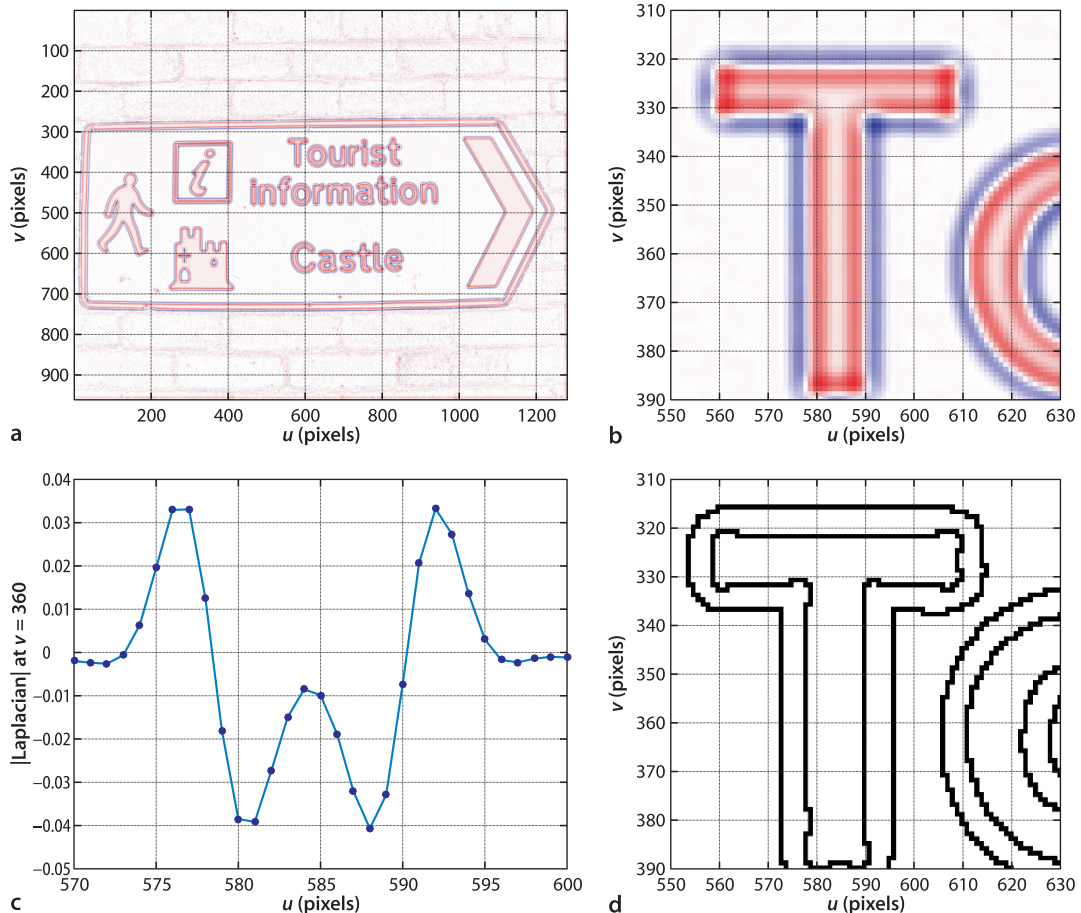 100
200
300
400
500
600
700
800
900
v (pixels)
200 400 600 800 1000 1200
u (pixels)
Tourist
information
Castle
a
310
320
330
340
350
360
370
380
390
v (pixels)
550 560 570 580 590 600 610 620 630
u (pixels)
b
0.04
0.03
0.02
0.01
0
−0.01
−0.02
−0.03
−0.04
−0.05
|Laplacian| at v = 360
570 575 580 585 590 595 600
u (pixels)
c
310
320
330
340
350
360
370
380
390
v (pixels)
550 560 570 580 590 600 610 620 630
u (pixels)
d